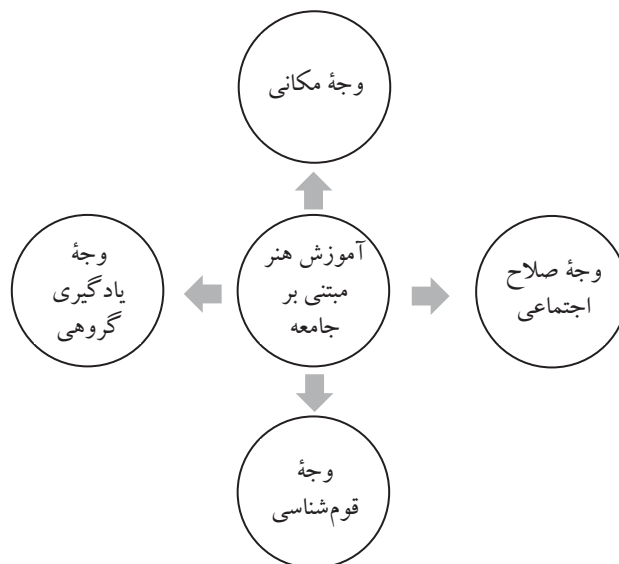 وجهٔ مکانی
آموزش هنر
مبتنی بر
جامعه
وجهٔ صلاح
اجتماعی
وجهٔ
یادگیری
گروهی
وجهٔ
قوم‌شناسی